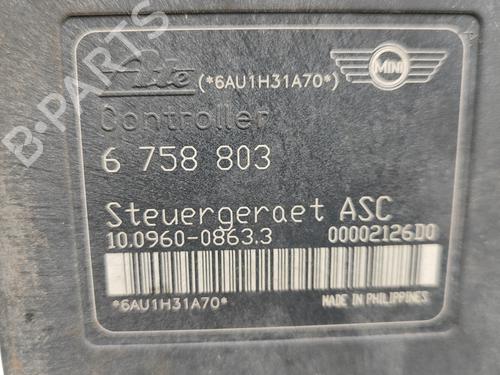 B-PARTS
Ate (*6AU1H31A70*) MINI
Controller
6 758 803
Steuergeraet ASC
10.0960-0863.3 00002126D0
*6AU1H31A70* MADE IN PHILIPPINES